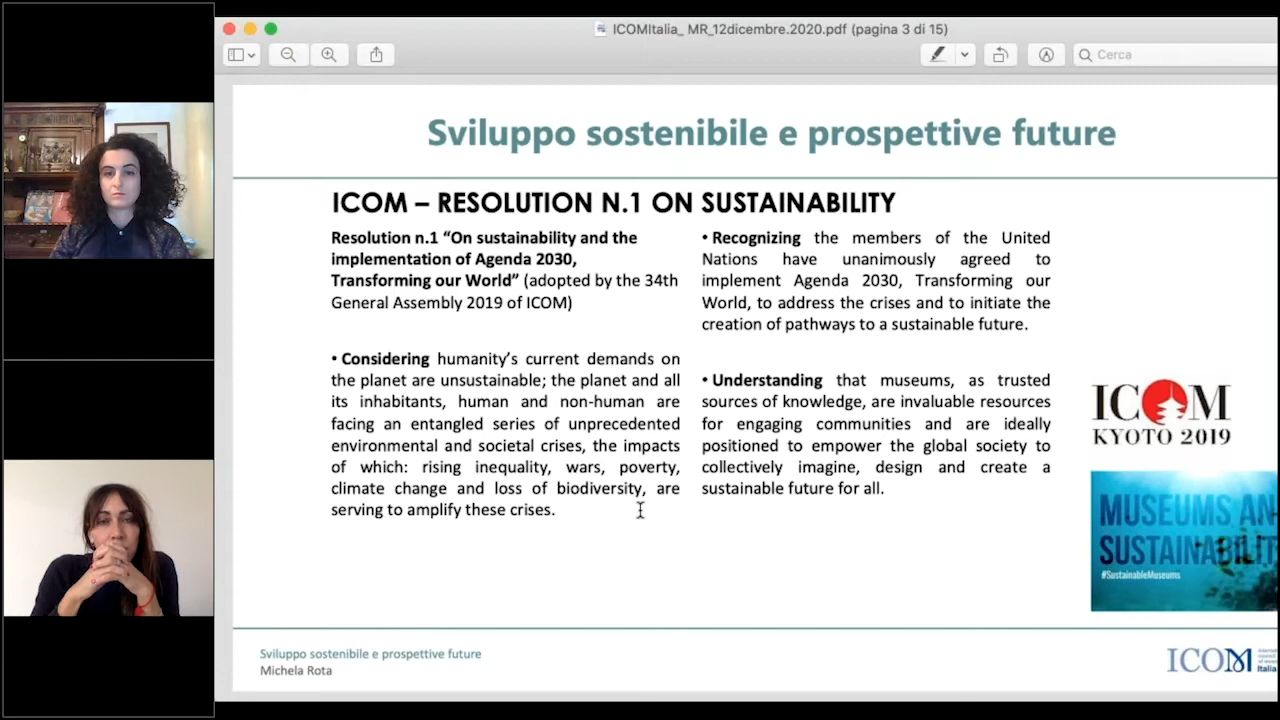 ICOMItalia_ MR_12dicembre.2020.pdf (pagina 3 di 15)
Cerca
Sviluppo sostenibile e prospettive future
ICOM – RESOLUTION N.1 ON SUSTAINABILITY
Resolution n.1 “On sustainability and the
implementation of Agenda 2030,
Transforming our World” (adopted by the 34th
General Assembly 2019 of ICOM)
• Considering humanity’s current demands on
the planet are unsustainable; the planet and all
its inhabitants, human and non-human are
facing an entangled series of unprecedented
environmental and societal crises, the impacts
of which: rising inequality, wars, poverty,
climate change and loss of biodiversity, are
serving to amplify these crises.
• Recognizing the members of the United
Nations have unanimously agreed to
implement Agenda 2030, Transforming our
World, to address the crises and to initiate the
creation of pathways to a sustainable future.
• Understanding that museums, as trusted
sources of knowledge, are invaluable resources
for engaging communities and are ideally
positioned to empower the global society to
collectively imagine, design and create a
sustainable future for all.
ICOM
KYOTO 2019
MUSEUMS AN
SUSTAINABILIT
#SustainableMuseums
Sviluppo sostenibile e prospettive future
Michela Rota
ICOM
Italia